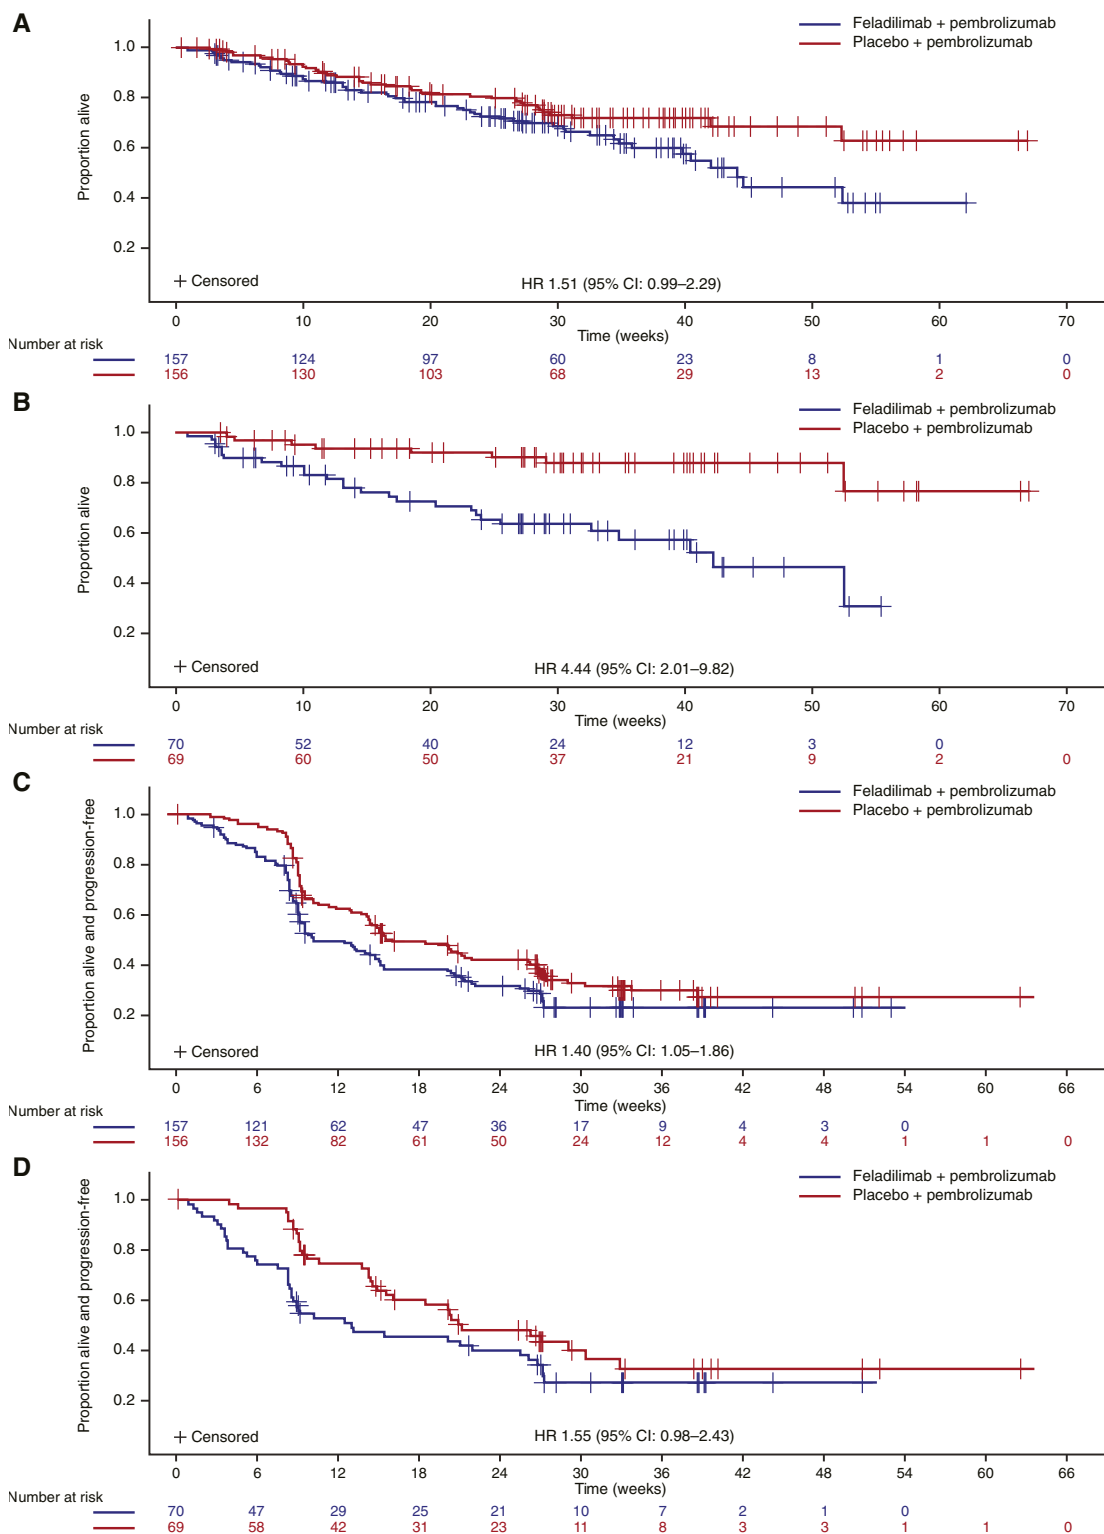 A
Feladilimab + pembrolizumab
Placebo + pembrolizumab
Proportion alive
1.0
0.8
0.6
0.4
0.2
+ Censored
HR 1.51 (95% CI: 0.99–2.29)
0 10 20 30 40 50 60 70
Time (weeks)
Number at risk
157 124 97 60 23 8 1 0
156 130 103 68 29 13 2 0
B
Feladilimab + pembrolizumab
Placebo + pembrolizumab
Proportion alive
1.0
0.8
0.6
0.4
0.2
+ Censored
HR 4.44 (95% CI: 2.01–9.82)
0 10 20 30 40 50 60 70
Time (weeks)
Number at risk
70 52 40 24 12 3 0
69 60 50 37 21 9 2 0
C
Feladilimab + pembrolizumab
Placebo + pembrolizumab
Proportion alive and progression-free
1.0
0.8
0.6
0.4
0.2
+ Censored
HR 1.40 (95% CI: 1.05–1.86)
0 6 12 18 24 30 36 42 48 54 60 66
Time (weeks)
Number at risk
157 121 62 47 36 17 9 4 3 0
156 132 82 61 50 24 12 4 4 1 1 0
D
Feladilimab + pembrolizumab
Placebo + pembrolizumab
Proportion alive and progression-free
1.0
0.8
0.6
0.4
0.2
+ Censored
HR 1.55 (95% CI: 0.98–2.43)
0 6 12 18 24 30 36 42 48 54 60 66
Time (weeks)
Number at risk
70 47 29 25 21 10 7 2 1 0
69 58 42 31 23 11 8 3 3 1 1 0